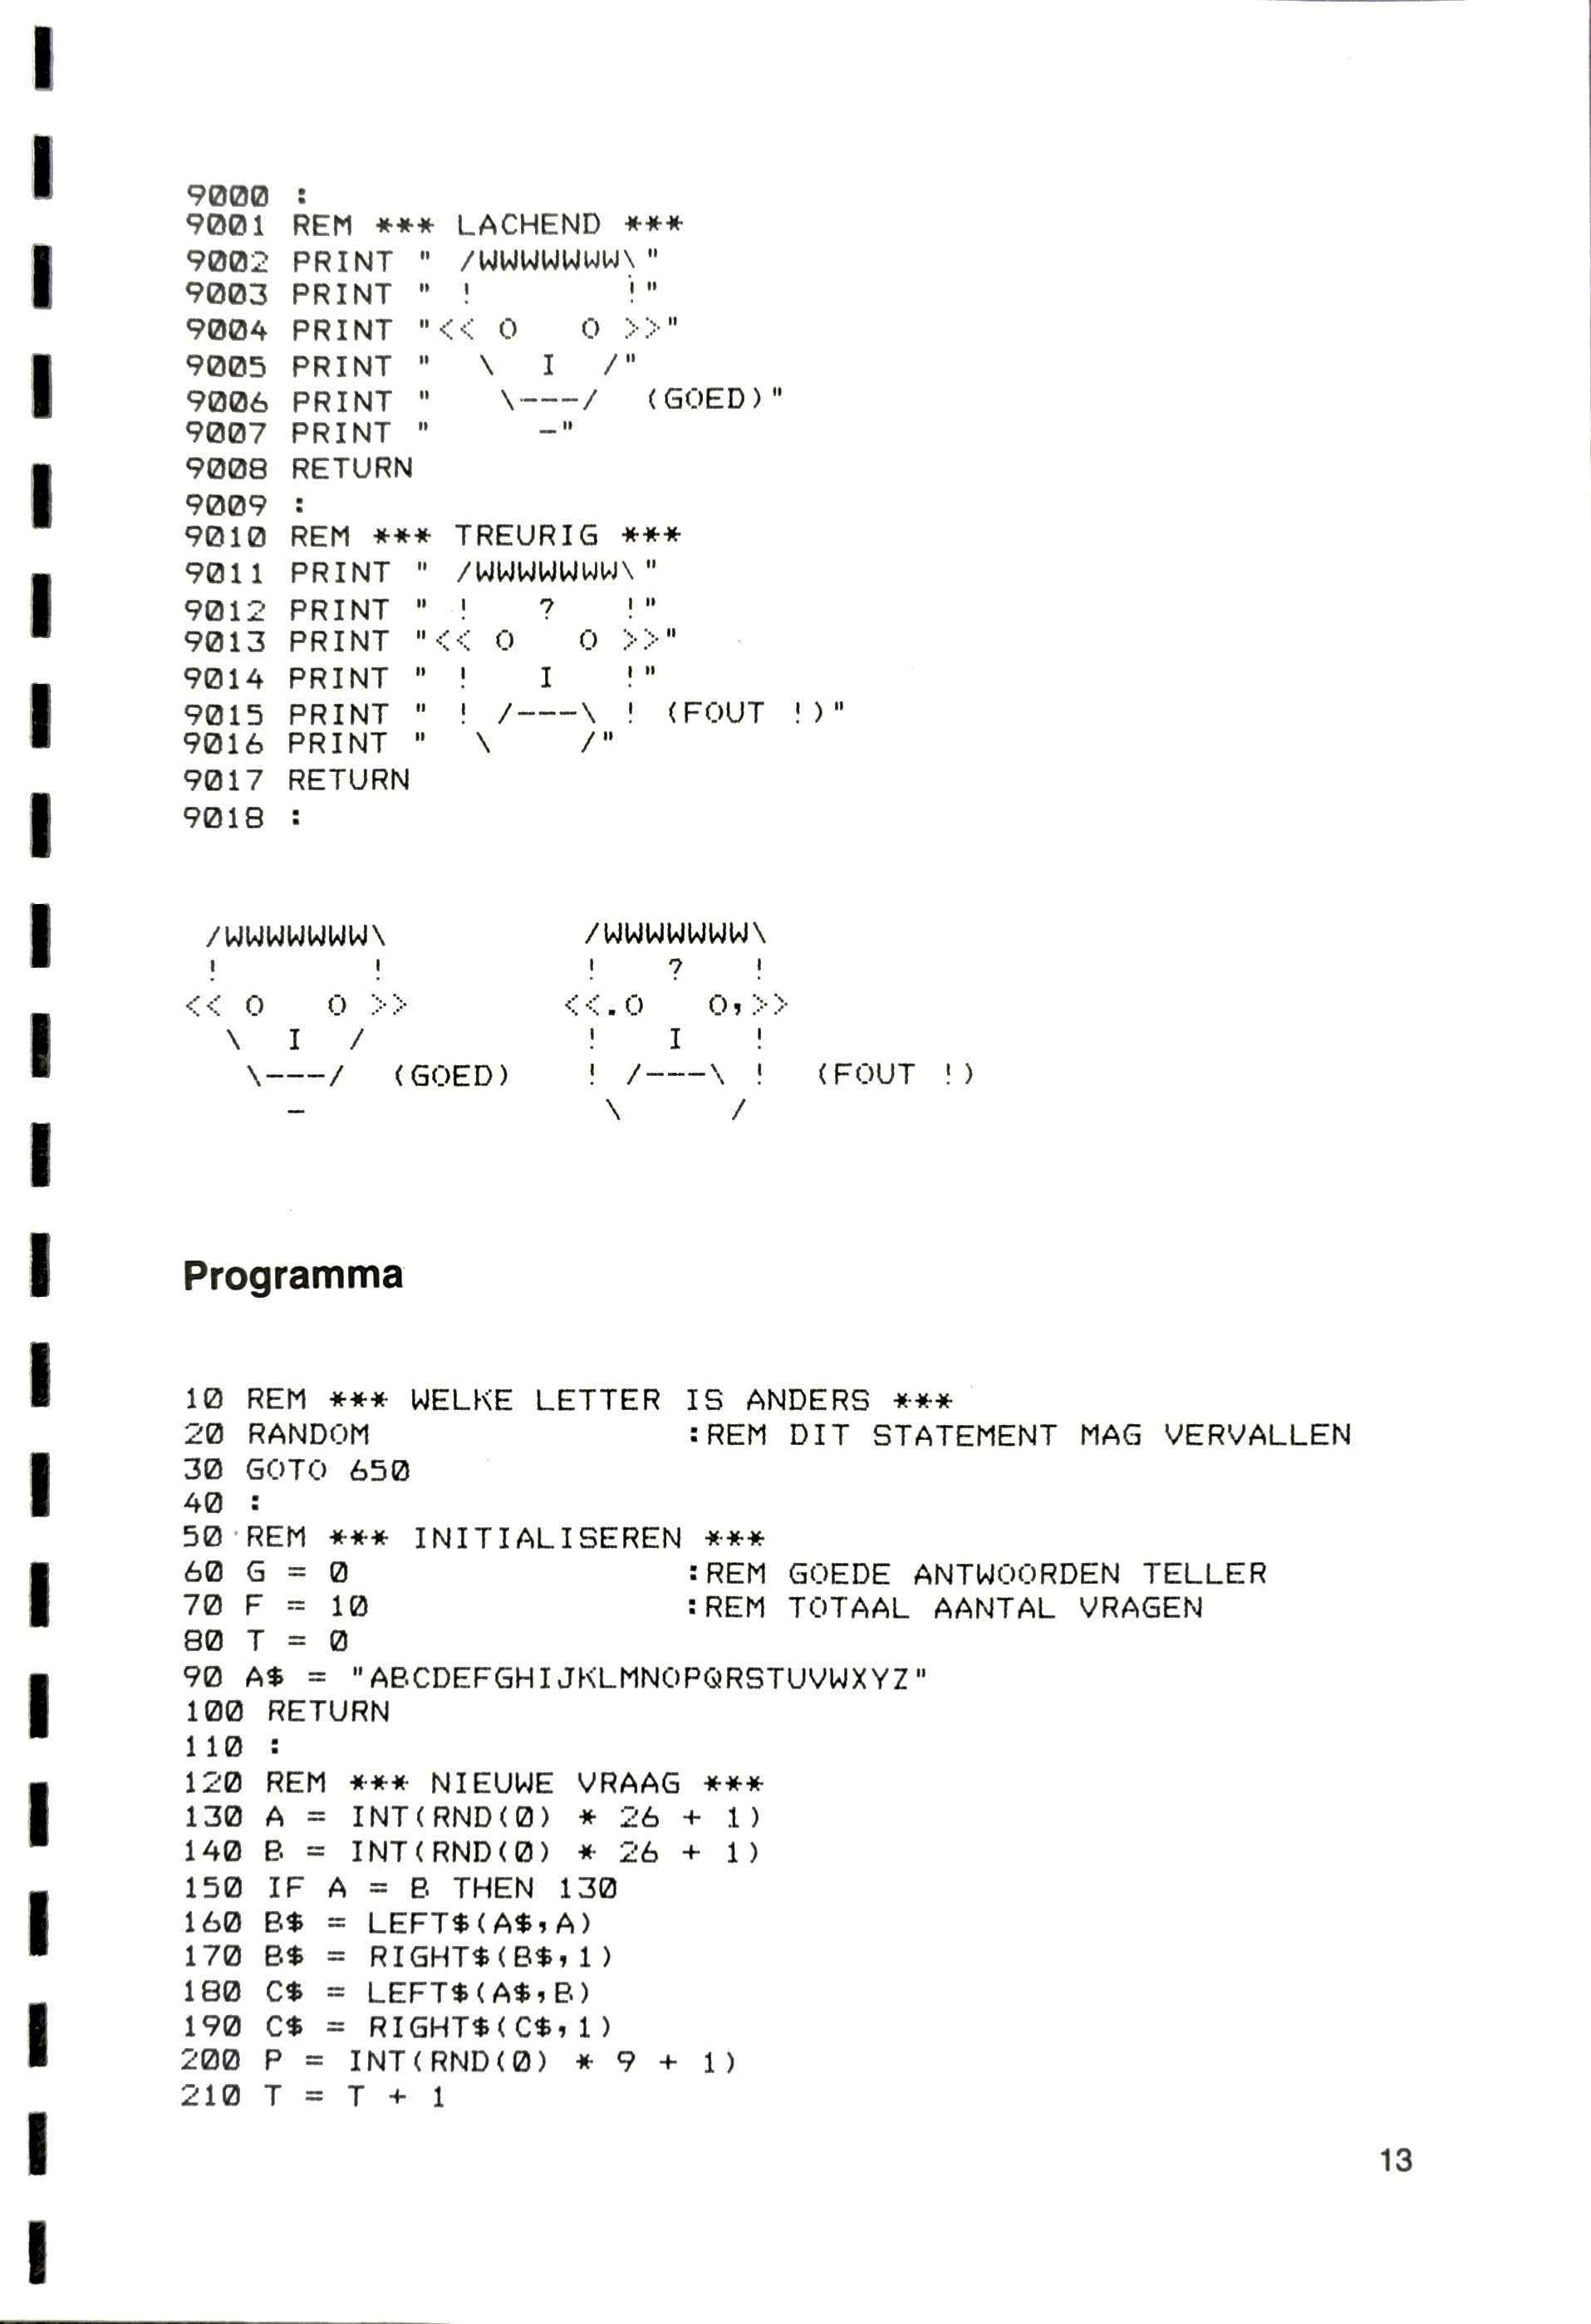 9000 :
9001 REM *** LACHEND ***
9002 PRINT "  /WWWWWWW\ "
9003 PRINT "  !       !"
9004 PRINT "<< O   O >>"
9005 PRINT "   \  I  /"
9006 PRINT "    \---/  (GOED)"
9007 PRINT "      -"
9008 RETURN
9009 :
9010 REM *** TREURIG ***
9011 PRINT "  /WWWWWWW\ "
9012 PRINT "  !   ?   !"
9013 PRINT "<< O   O >>"
9014 PRINT "  !   I   !"
9015 PRINT "  ! /---\ ! (FOUT !)"
9016 PRINT "   \    /"
9017 RETURN
9018 :
 /WWWWWWW\          /WWWWWWW\
 !       !          !   ?   !
<< O   O >>       <<.O   O,>>
  \  I  /           !   I   !
   \---/  (GOED)    ! /---\ !  (FOUT !)
     -               \     /
Programma
10 REM *** WELKE LETTER IS ANDERS ***
20 RANDOM               :REM DIT STATEMENT MAG VERVALLEN
30 GOTO 650
40 :
50 REM *** INITIALISEREN ***
60 G = 0                :REM GOEDE ANTWOORDEN TELLER
70 F = 10               :REM TOTAAL AANTAL VRAGEN
80 T = 0
90 A$ = "ABCDEFGHIJKLMNOPQRSTUVWXYZ"
100 RETURN
110 :
120 REM *** NIEUWE VRAAG ***
130 A = INT(RND(0) * 26 + 1)
140 B = INT(RND(0) * 26 + 1)
150 IF A = B THEN 130
160 B$ = LEFT$(A$,A)
170 B$ = RIGHT$(B$,1)
180 C$ = LEFT$(A$,B)
190 C$ = RIGHT$(C$,1)
200 P = INT(RND(0) * 9 + 1)
210 T = T + 1
13